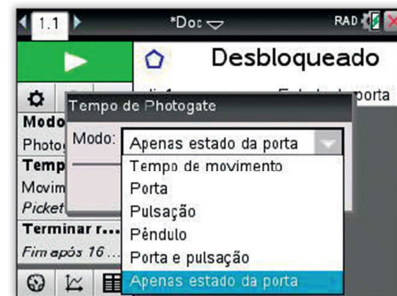 1.1 *Doc RAD
Desbloqueado
Tempo de Photogate
porta
Modo
Photo
Modo: Apenas estado da porta
Temp
Tempo de movimento
Movim
Porta
Picket
Pulsação
Terminar r...
Pêndulo
Fim após 16 ...
Porta e pulsação
Apenas estado da porta